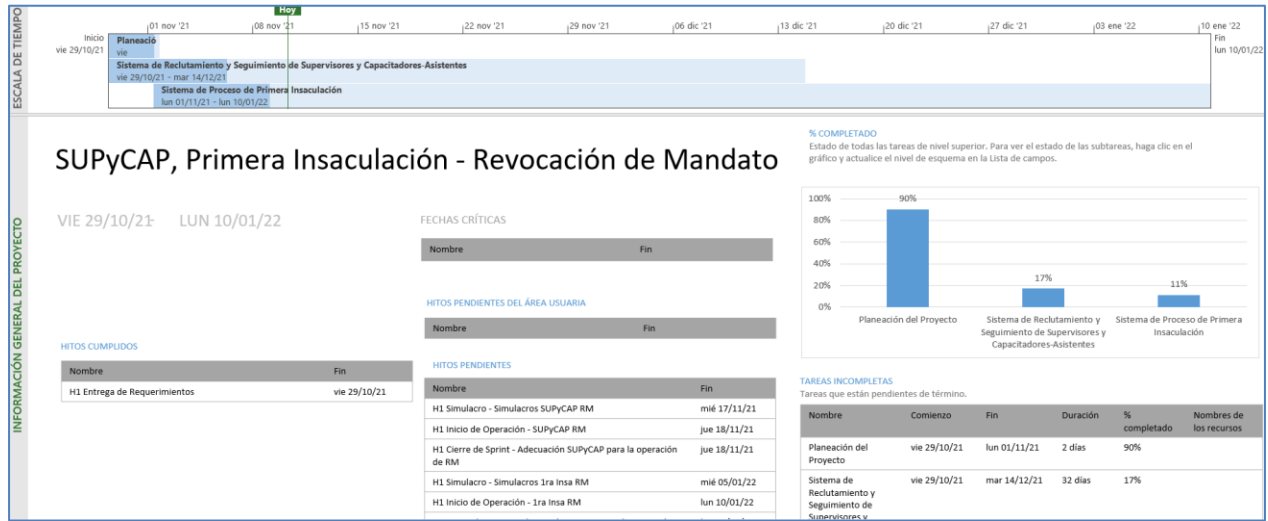 ESCALA DE TIEMPO
Hoy
01 nov '21
08 nov '21
15 nov '21
22 nov '21
29 nov '21
06 dic '21
13 dic '21
20 dic '21
27 dic '21
03 ene '22
10 ene '22
Inicio
vie 29/10/21
Fin
lun 10/01/22
Planeació
vie
Sistema de Reclutamiento y Seguimiento de Supervisores y Capacitadores-Asistentes
vie 29/10/21 - mar 14/12/21
Sistema de Proceso de Primera Insaculación
lun 01/11/21 - lun 10/01/22
INFORMACIÓN GENERAL DEL PROYECTO
SUPyCAP, Primera Insaculación - Revocación de Mandato
VIE 29/10/21- LUN 10/01/22
HITOS CUMPLIDOS
Nombre Fin
H1 Entrega de Requerimientos vie 29/10/21
FECHAS CRÍTICAS
Nombre Fin
HITOS PENDIENTES DEL ÁREA USUARIA
Nombre Fin
HITOS PENDIENTES
Nombre Fin
H1 Simulacro - Simulacros SUPyCAP RM mié 17/11/21
H1 Inicio de Operación - SUPyCAP RM jue 18/11/21
H1 Cierre de Sprint - Adecuación SUPyCAP para la operación jue 18/11/21
de RM
H1 Simulacro - Simulacros 1ra Insa RM mié 05/01/22
H1 Inicio de Operación - 1ra Insa RM lun 10/01/22
% COMPLETADO
Estado de todas las tareas de nivel superior. Para ver el estado de las subtareas, haga clic en el
gráfico y actualice el nivel de esquema en la Lista de campos.
100%
80%
60%
40%
20%
0%
90%
17%
11%
Planeación del Proyecto
Sistema de Reclutamiento y
Seguimiento de Supervisores y
Capacitadores-Asistentes
Sistema de Proceso de Primera
Insaculación
TAREAS INCOMPLETAS
Tareas que están pendientes de término.
Nombre Comienzo Fin Duración % completado Nombres de los recursos
Planeación del vie 29/10/21 lun 01/11/21 2 días 90%
Proyecto
Sistema de vie 29/10/21 mar 14/12/21 32 días 17%
Reclutamiento y
Seguimiento de
Supervisores y